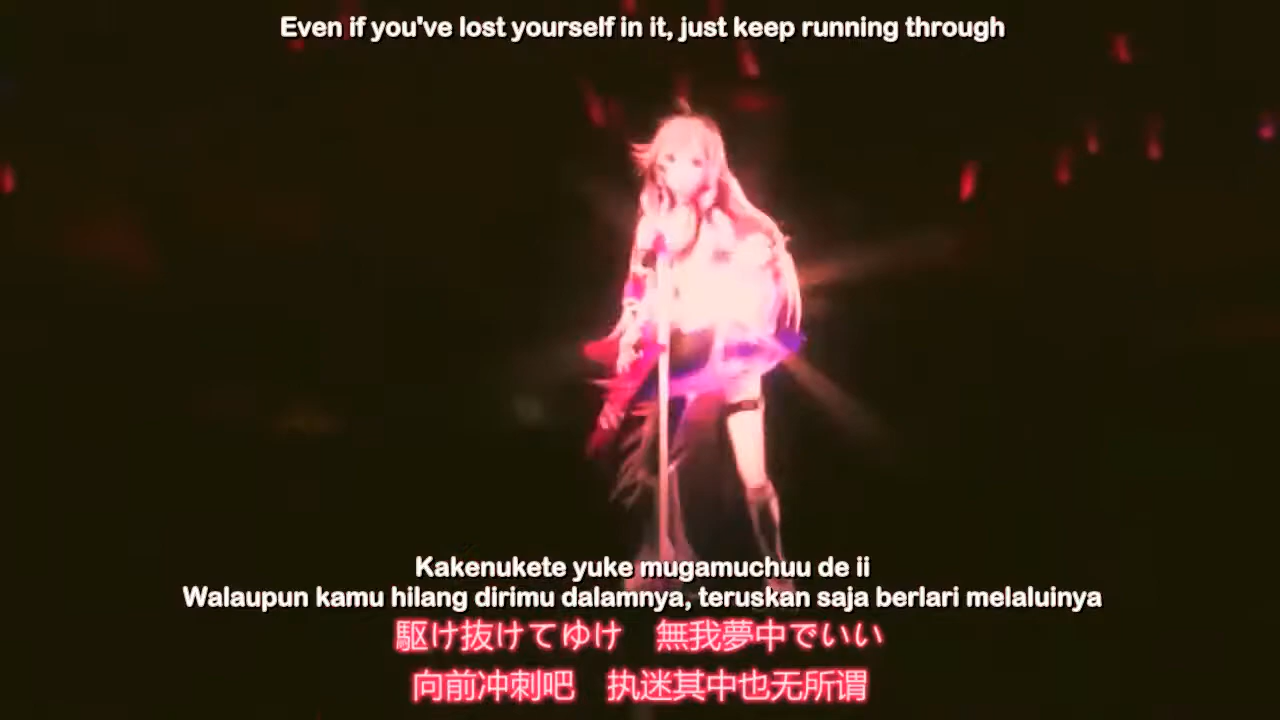 Even if you've lost yourself in it, just keep running through
Kakenukete yuke mugamuchuu de ii
Walaupun kamu hilang dirimu dalamnya, teruskan saja berlari melaluinya
駆け抜けてゆけ　無我夢中でいい
向前冲刺吧　执迷其中也无所谓